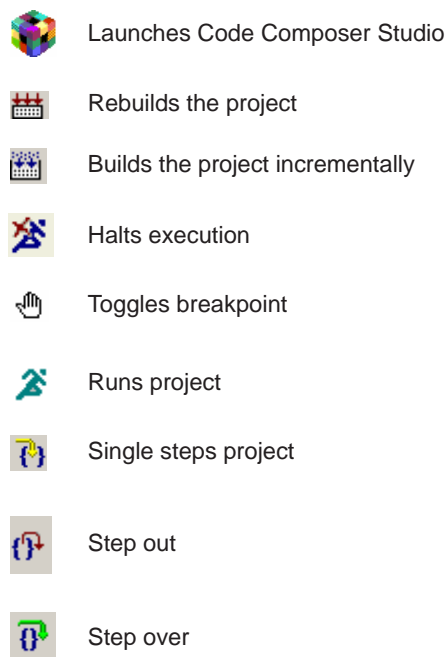 Launches Code Composer Studio
Rebuilds the project
Builds the project incrementally
Halts execution
Toggles breakpoint
Runs project
Single steps project
Step out
Step over